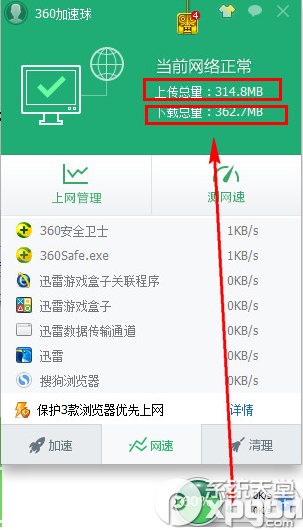 360加速球
4
当前网络正常
上传总量：314.8MB
下载总量：362.7MB
上网管理 测网速
360安全卫士 1KB/s
360Safe.exe 1KB/s
迅雷游戏盒子关联程序 0KB/s
迅雷游戏盒子 0KB/s
迅雷数据传输通道 0KB/s
迅雷 0KB/s
搜狗浏览器 0KB/s
保护3款浏览器优先上网 详情
加速 网速 清理
系统天堂